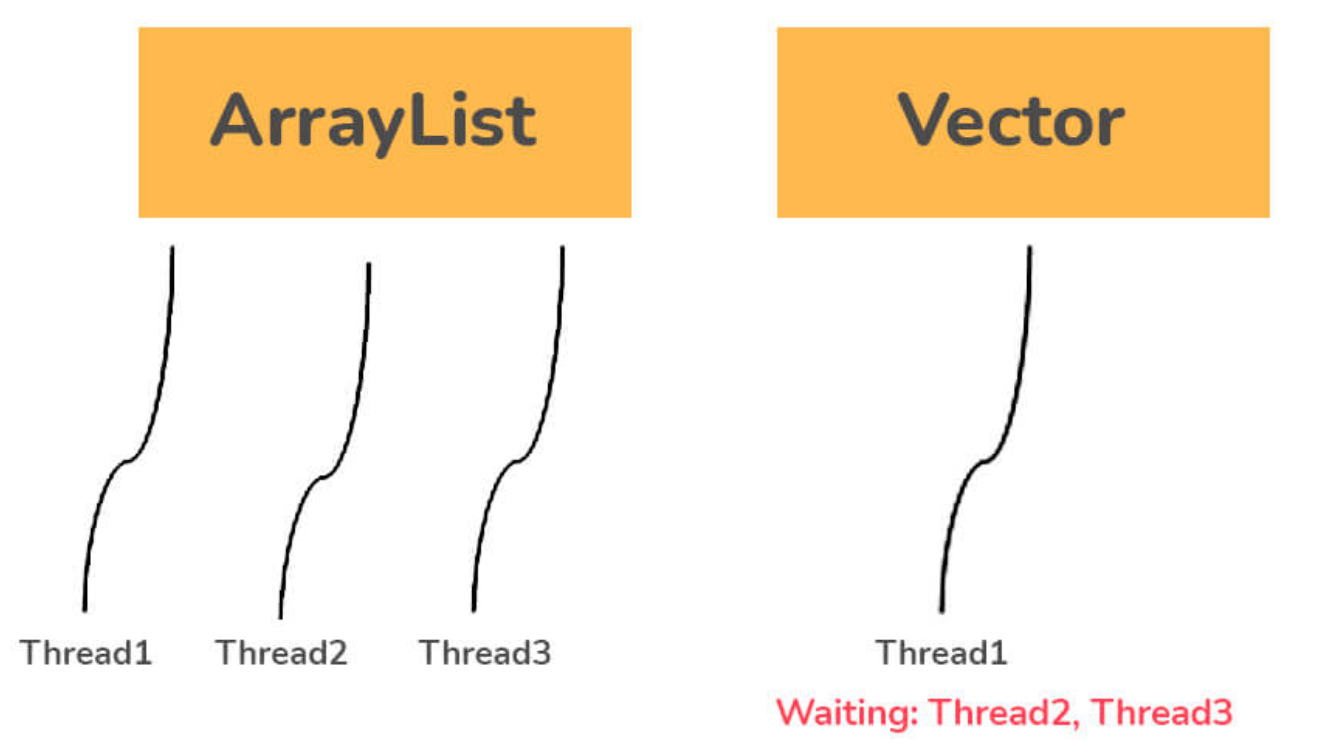 ArrayList
Vector
Thread1
Thread2
Thread3
Thread1
Waiting: Thread2, Thread3